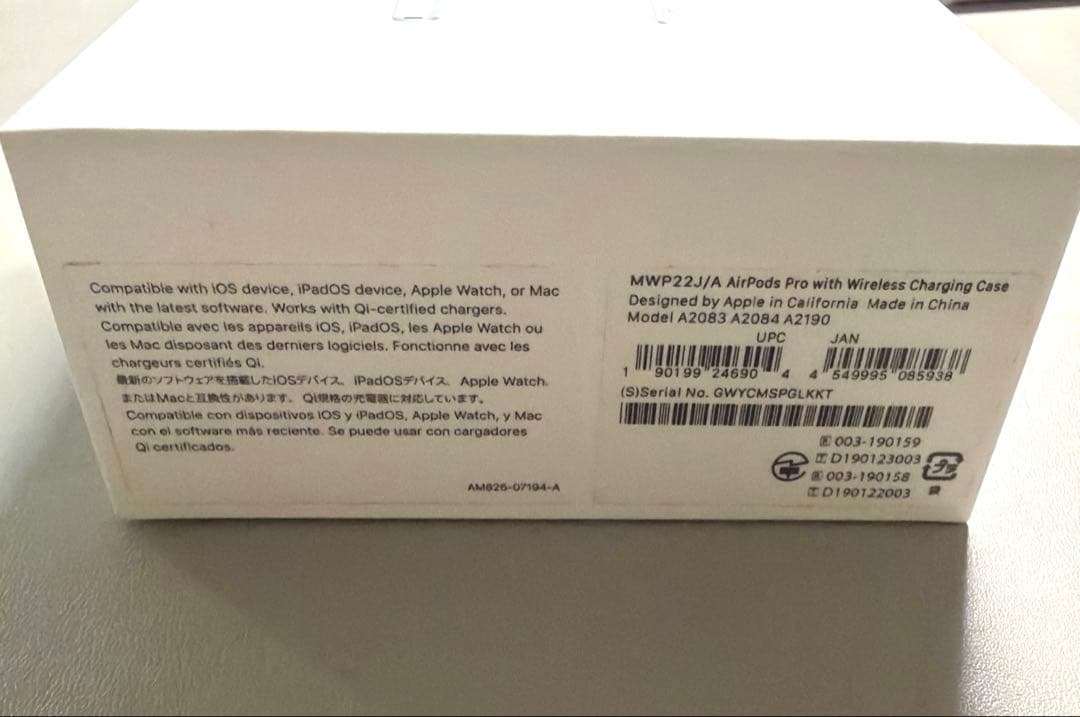 Compatible with iOS device, iPadOS device, Apple Watch, or Mac
with the latest software. Works with Qi-certified chargers.
Compatible avec les appareils iOS, iPadOS, les Apple Watch ou
les Mac disposant des derniers logiciels. Fonctionne avec les
chargeurs certifiés Qi.
最新のソフトウェアを搭載したiOSデバイス、iPadOSデバイス、Apple Watch、
またはMacと互換性があります。Qi規格の充電器に対応しています。
Compatible con dispositivos iOS y iPadOS, Apple Watch, y Mac
con el software más reciente. Se puede usar con cargadores
Qi certificados.
AM626-07194-A
MWP22J/A AirPods Pro with Wireless Charging Case
Designed by Apple in California Made in China
Model A2083 A2084 A2190
UPC JAN
1 90199 24690 4 4 549995 085938
(S)Serial No. GWYCMSPGLKKT
R 003-190159
T D190123003
R 003-190158
T D190122003
プラ
袋